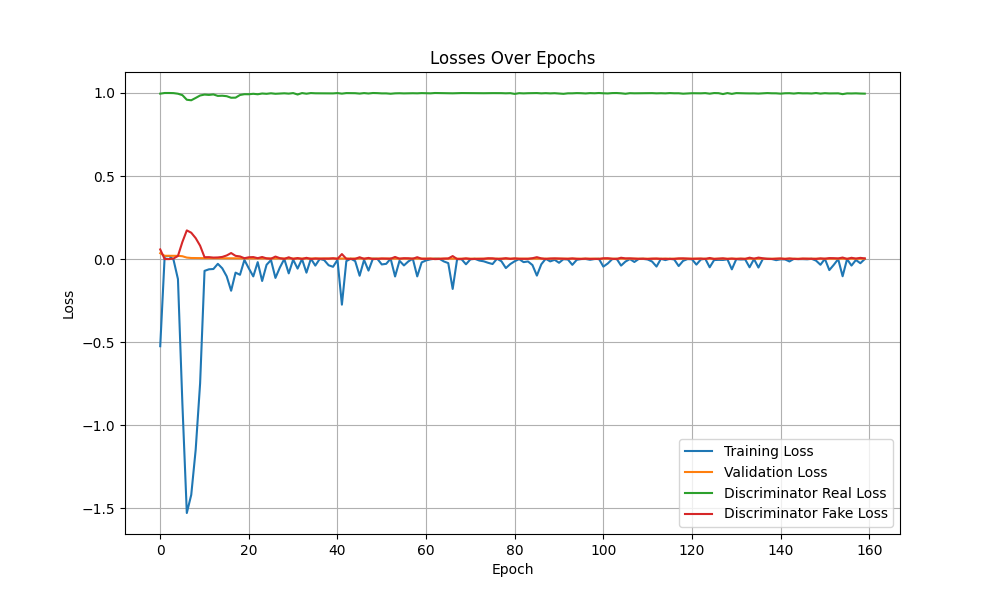 Losses Over Epochs
Loss
1.0
0.5
0.0
−0.5
−1.0
−1.5
0 20 40 60 80 100 120 140 160
Epoch
Training Loss
Validation Loss
Discriminator Real Loss
Discriminator Fake Loss